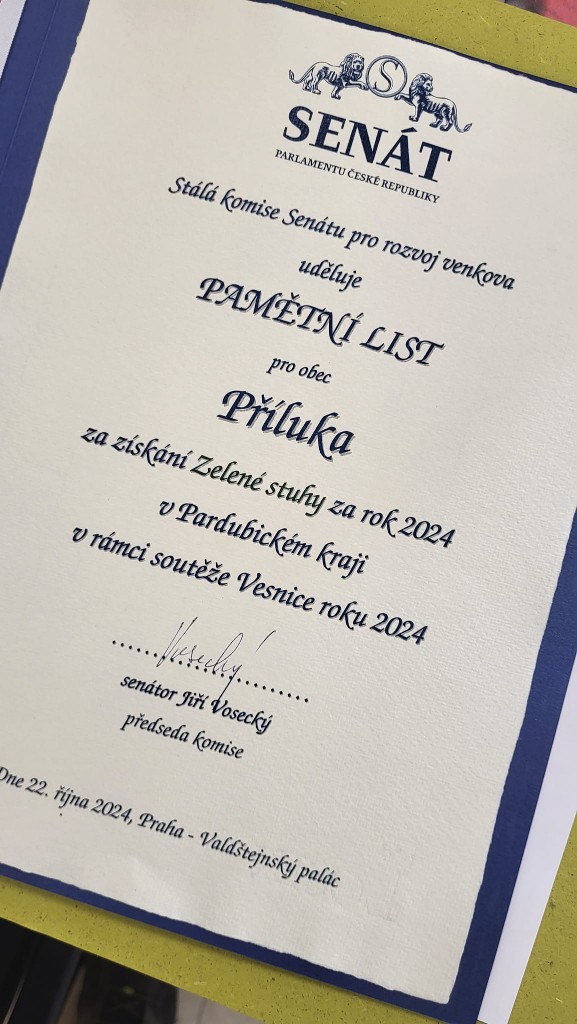 S
SENÁT
PARLAMENTU ČESKÉ REPUBLIKY
Stálá komise Senátu pro rozvoj venkova
uděluje
PAMĚTNÍ LIST
pro obec
Příluka
za získání Zelené stuhy za rok 2024
v Pardubickém kraji
v rámci soutěže Vesnice roku 2024
Vosecký
senátor Jiří Vosecký
předseda komise
Dne 22. října 2024, Praha - Valdštejnský palác